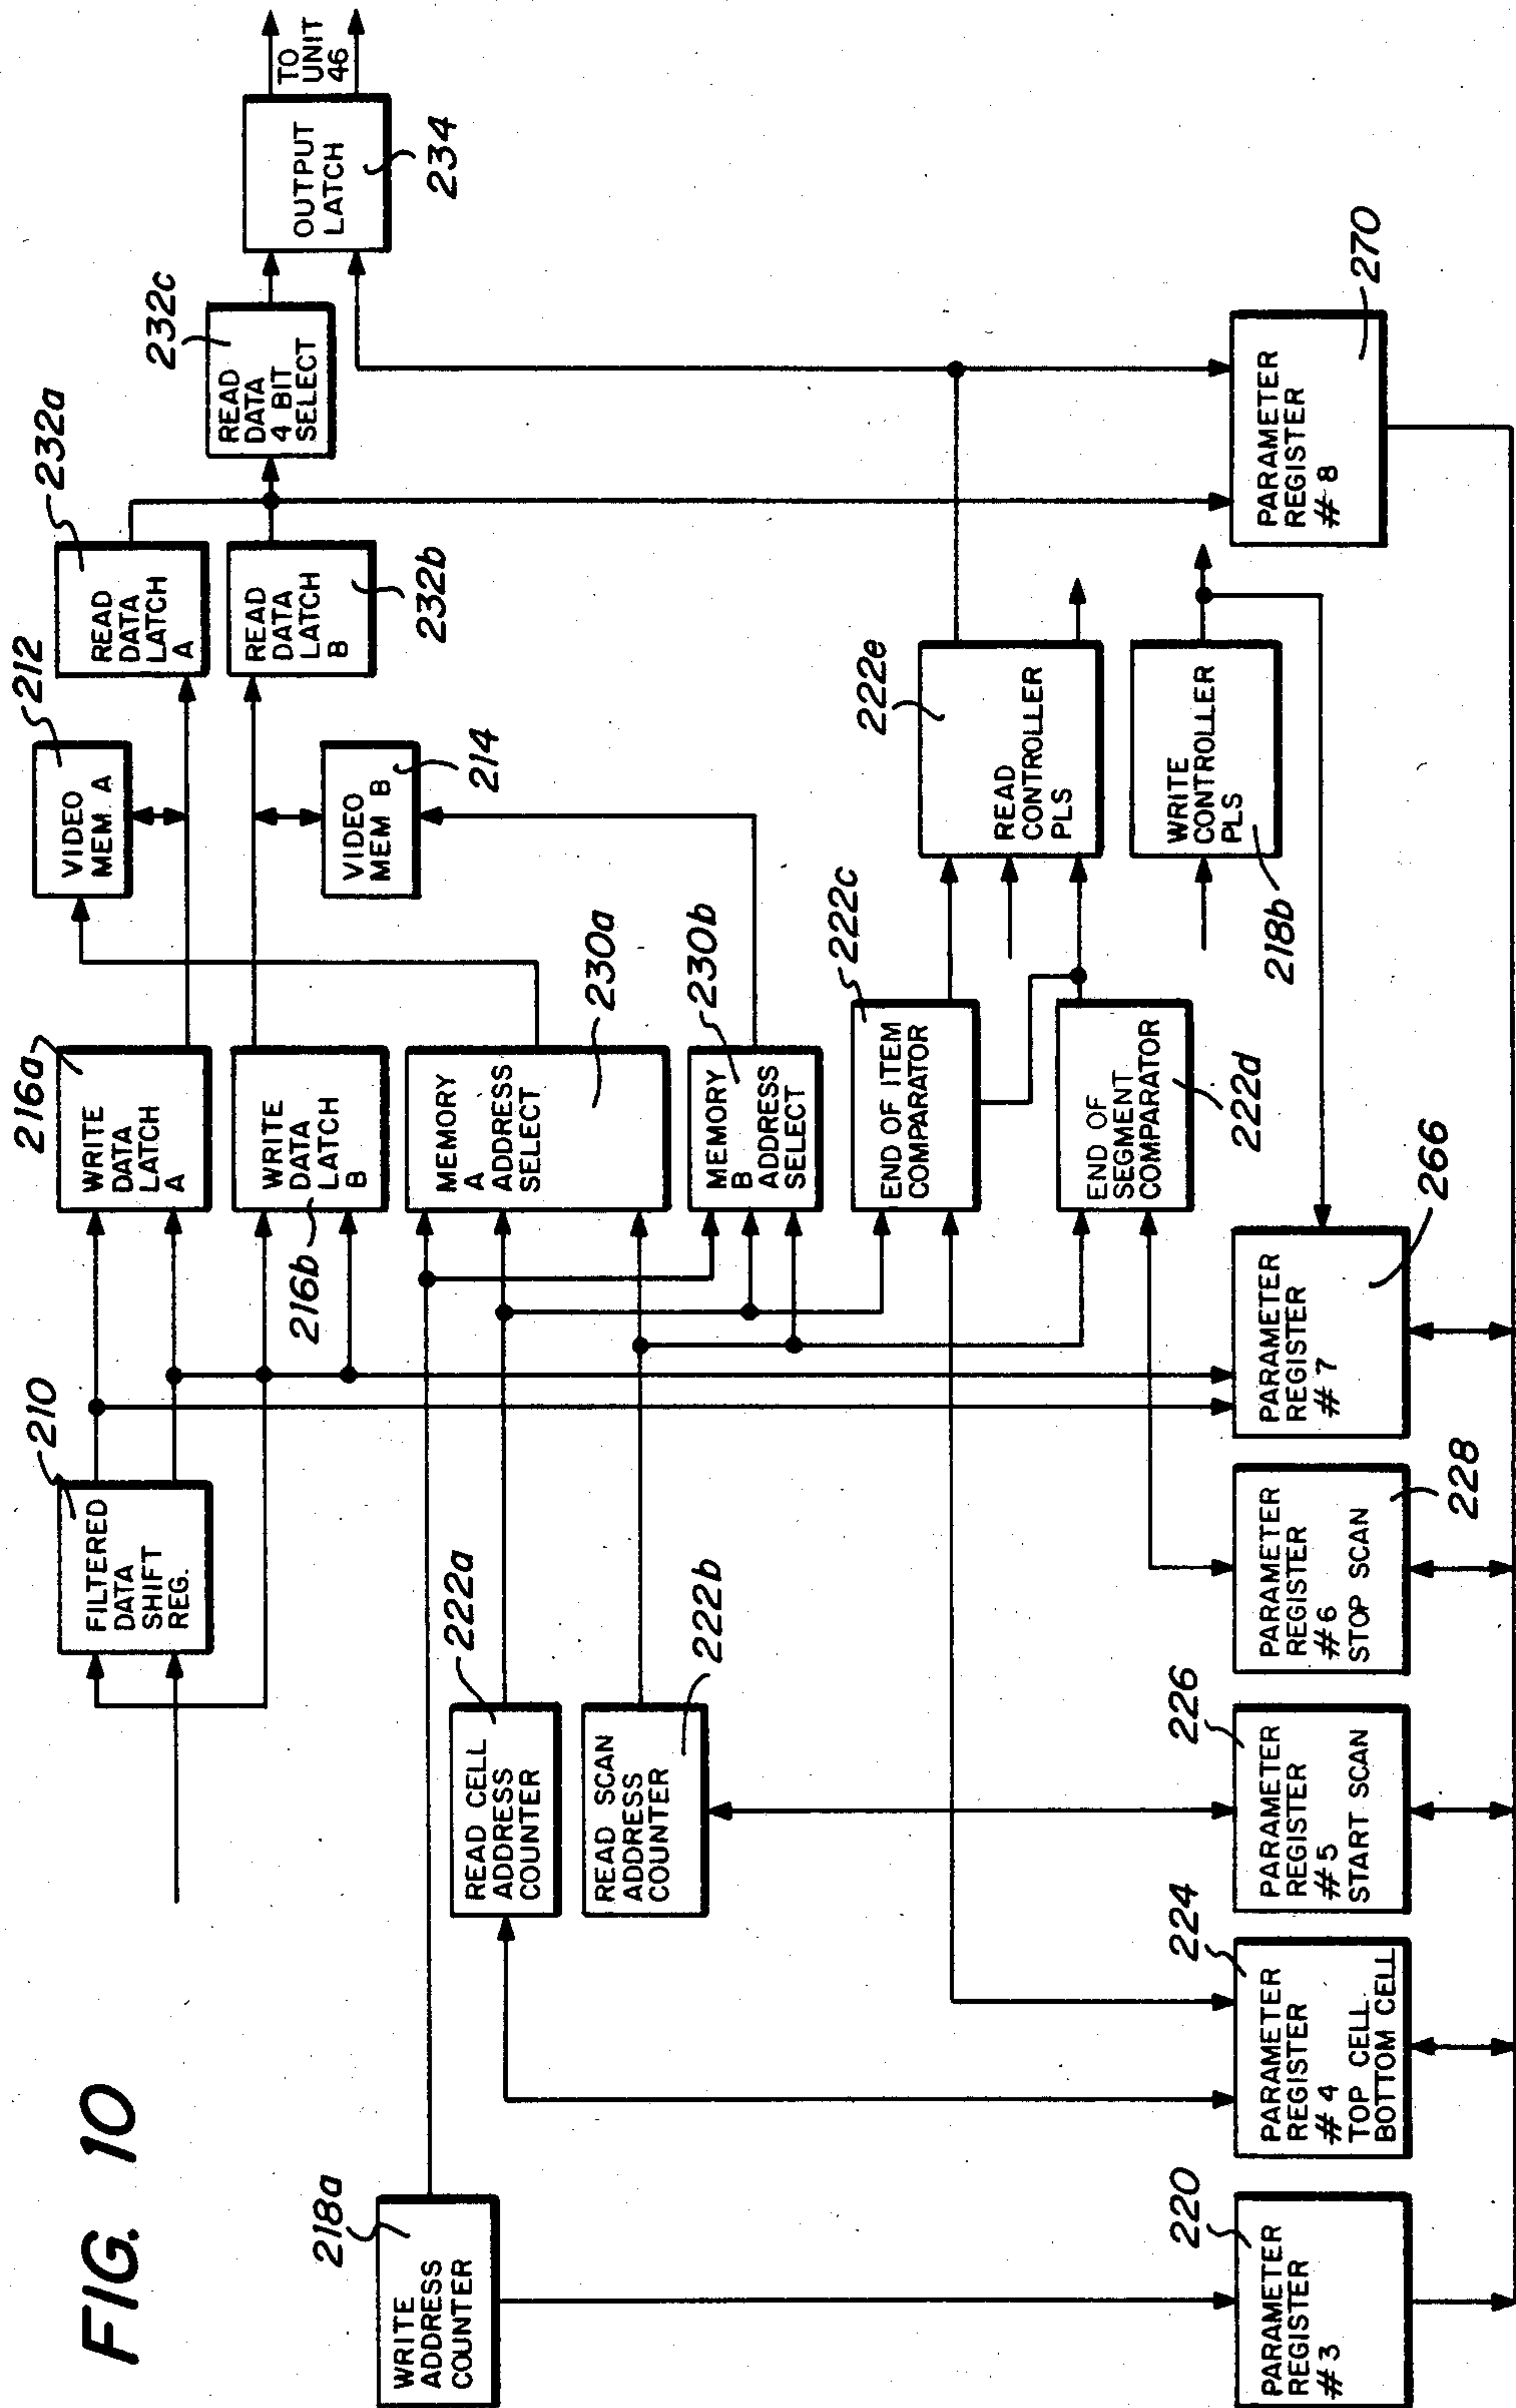 FIG. 10
210
FILTERED
DATA
SHIFT
REG.
216a
WRITE
DATA
LATCH
A
212
VIDEO
MEM. A
232a
READ
DATA
LATCH
A
232c
READ
DATA
4 BIT
SELECT
OUTPUT
LATCH
234
TO
UNIT
46
216b
WRITE
DATA
LATCH
B
214
VIDEO
MEM B
READ
DATA
LATCH
B
232b
218a
WRITE
ADDRESS
COUNTER
222a
READ CELL
ADDRESS
COUNTER
READ SCAN
ADDRESS
COUNTER
222b
MEMORY
A ADDRESS
SELECT
230a
MEMORY
B
ADDRESS
SELECT
230b
222c
END OF ITEM
COMPARATOR
END OF
SEGMENT
COMPARATOR
222d
222e
READ
CONTROLLER
PLS
WRITE
CONTROLLER
PLS
218b
220
PARAMETER
REGISTER
#3
224
PARAMETER
REGISTER
#4
TOP CELL
BOTTOM CELL
226
PARAMETER
REGISTER
#5
START SCAN
PARAMETER
REGISTER
#6
STOP SCAN
228
PARAMETER
REGISTER
#7
266
PARAMETER
REGISTER
#8
270